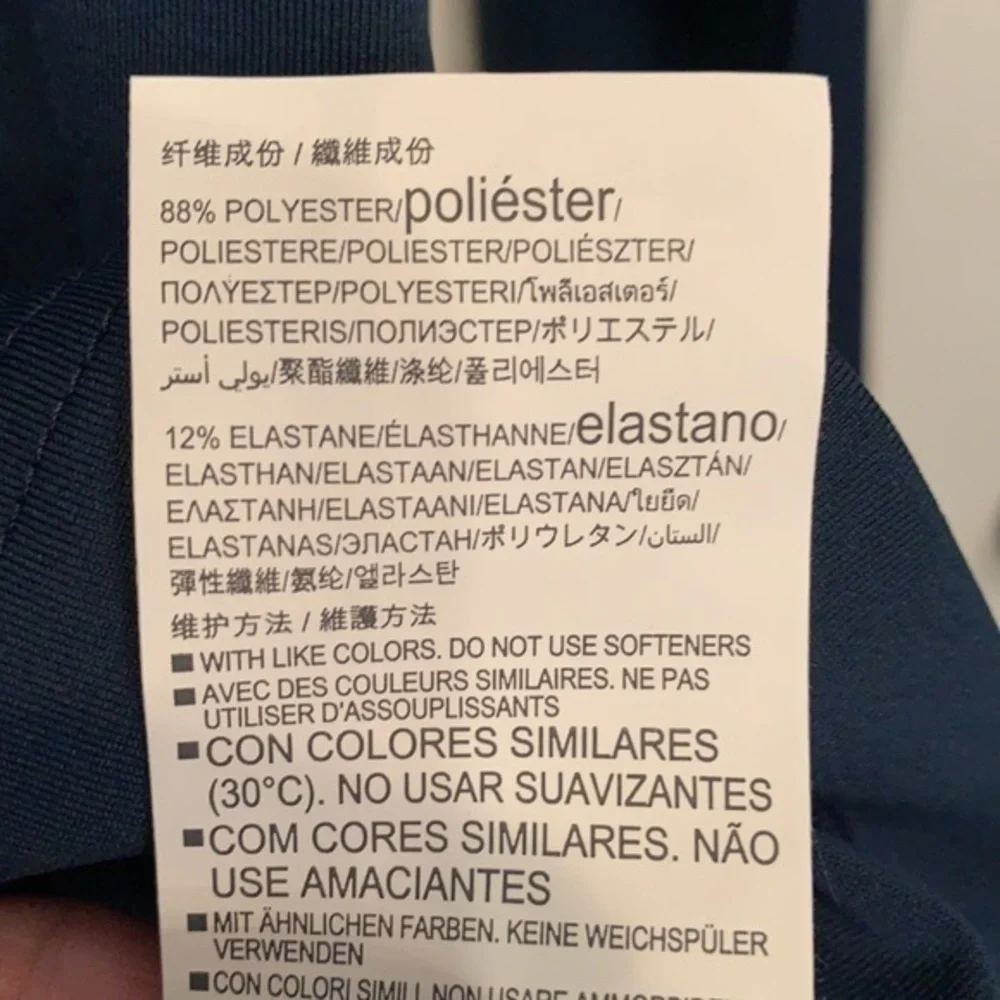 纤维成份 / 纖維成份
88% POLYESTER/poliéster/
POLIESTERE/POLIESTER/POLIÉSZTER/
ΠΟΛΥΕΣΤΕΡ/POLYESTERI/โพลีเอสเตอร์/
POLIESTERIS/ПОЛИЭСТЕР/ポリエステル/
يولي أستر/聚酯纖維/涤纶/폴리에스터
12% ELASTANE/ÉLASTHANNE/elastano/
ELASTHAN/ELASTAAN/ELASTAN/ELASZTÁN/
ΕΛΑΣΤΑΝΗ/ELASTAANI/ELASTANA/ใยยืด/
ELASTANAS/ЭЛАСТАН/ポリウレタン/الستان/
彈性纖維/氨纶/엘라스탄
维护方法 / 維護方法
■ WITH LIKE COLORS. DO NOT USE SOFTENERS
■ AVEC DES COULEURS SIMILAIRES. NE PAS
UTILISER D'ASSOUPLISSANTS
■ CON COLORES SIMILARES
(30°C). NO USAR SUAVIZANTES
■ COM CORES SIMILARES. NÃO
USE AMACIANTES
■ MIT ÄHNLICHEN FARBEN. KEINE WEICHSPÜLER
VERWENDEN
■ CON COLORI SIMILI. NON USARE